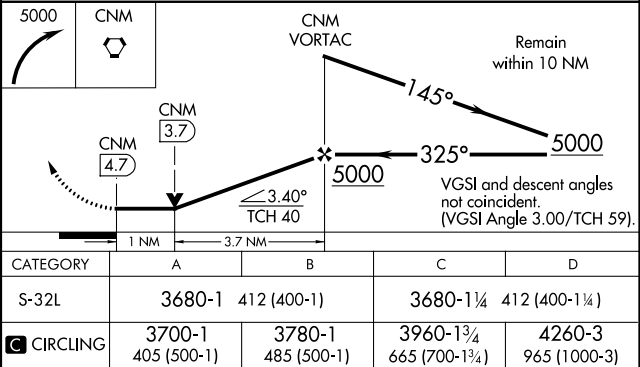 5000 CNM
CNM
VORTAC
Remain
within 10 NM
145°
CNM
3.7
CNM
4.7
5000
325°
5000
3.40°
TCH 40
VGSI and descent angles
not coincident.
(VGSI Angle 3.00/TCH 59).
1 NM 3.7 NM
CATEGORY A B C D
S-32L 3680-1 412 (400-1) 3680-1¼ 412 (400-1¼)
C CIRCLING 3700-1 3780-1 3960-1¾ 4260-3
405 (500-1) 485 (500-1) 665 (700-1¾) 965 (1000-3)